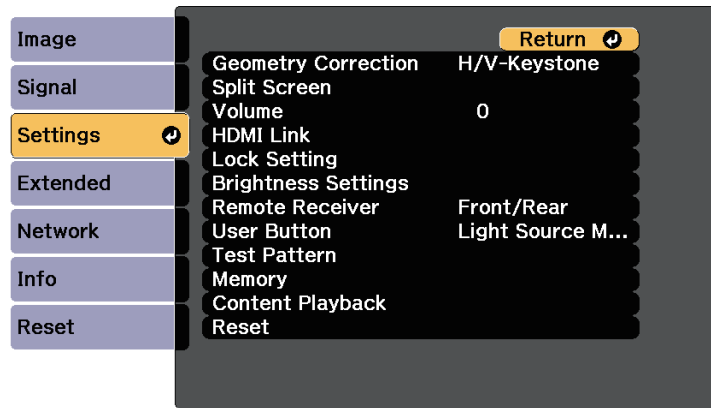 Image
Signal
Settings
Extended
Network
Info
Reset
Return
Geometry Correction H/V-Keystone
Split Screen
Volume 0
HDMI Link
Lock Setting
Brightness Settings
Remote Receiver Front/Rear
User Button Light Source M...
Test Pattern
Memory
Content Playback
Reset